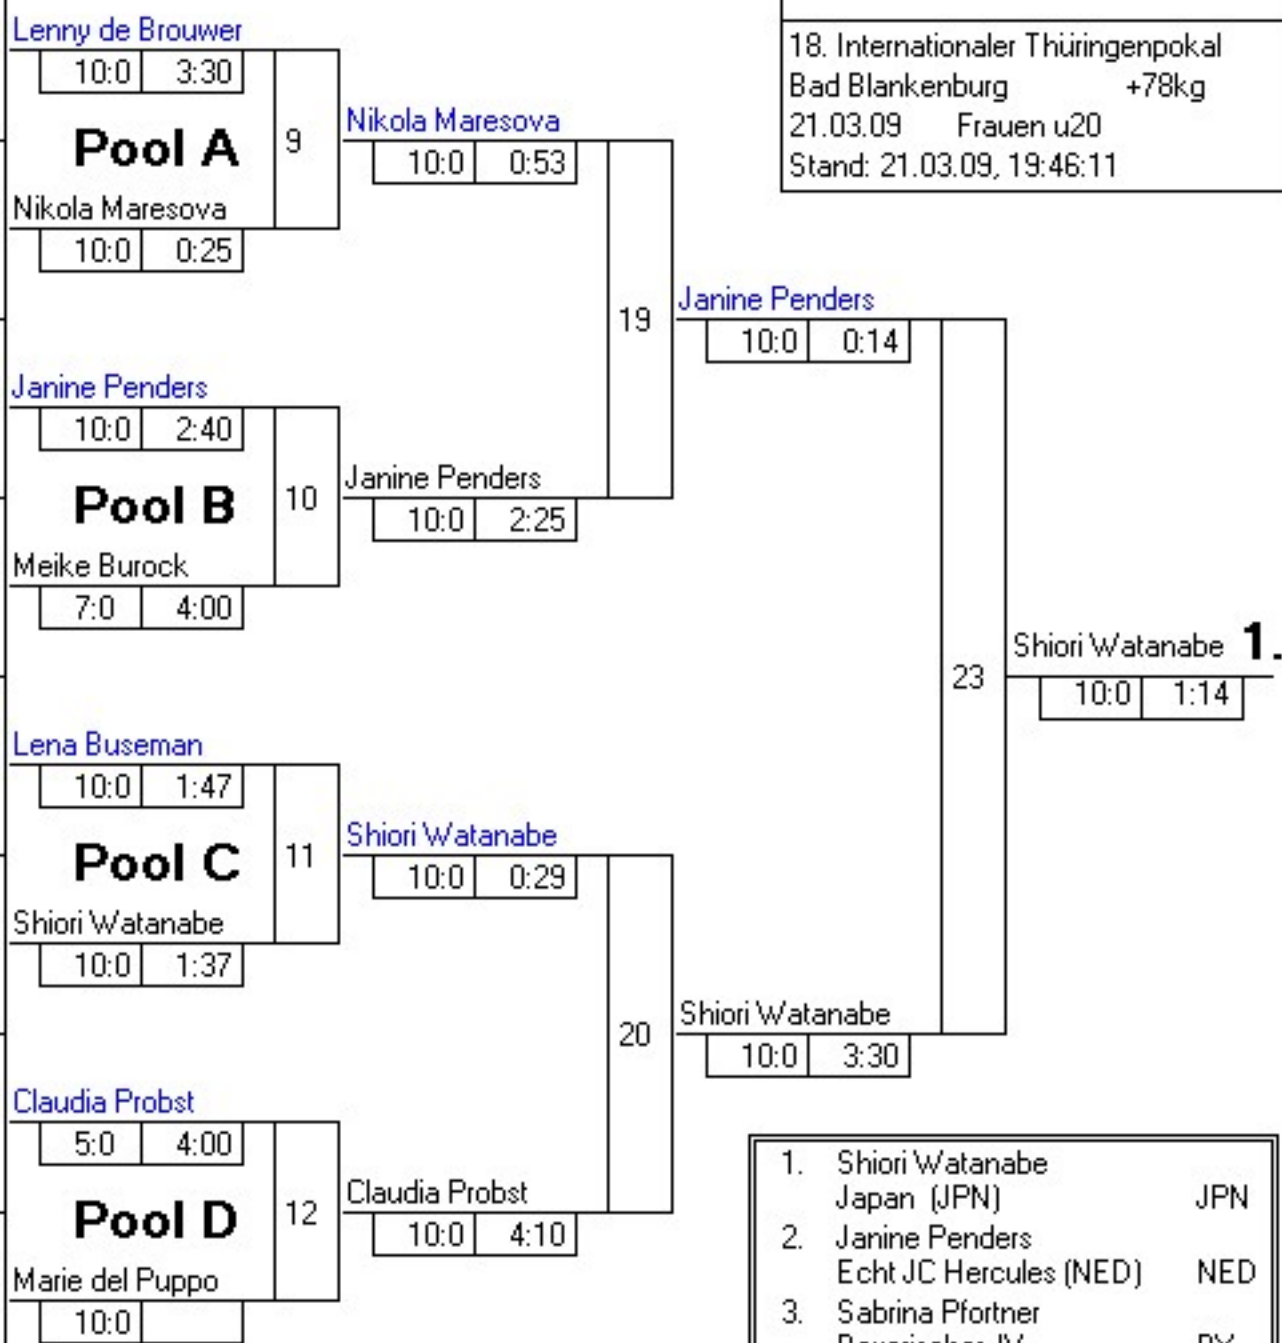 Lenny de Brouwer
10:0 3:30
Pool A
9
Nikola Maresova
10:0 0:25
Nikola Maresova
10:0 0:53
18. Internationaler Thüringenpokal
Bad Blankenburg +78kg
21.03.09 Frauen u20
Stand: 21.03.09, 19:46:11
19
Janine Penders
10:0 0:14
Janine Penders
10:0 2:40
Pool B
10
Meike Burock
7:0 4:00
Janine Penders
10:0 2:25
23
Shiori Watanabe 1.
10:0 1:14
Lena Buseman
10:0 1:47
Pool C
11
Shiori Watanabe
10:0 1:37
Shiori Watanabe
10:0 0:29
20
Shiori Watanabe
10:0 3:30
Claudia Probst
5:0 4:00
Pool D
12
Marie del Puppo
10:0
Claudia Probst
10:0 4:10
1. Shiori Watanabe
Japan (JPN) JPN
2. Janine Penders
Echt JC Hercules (NED) NED
3. Sabrina Pfortner